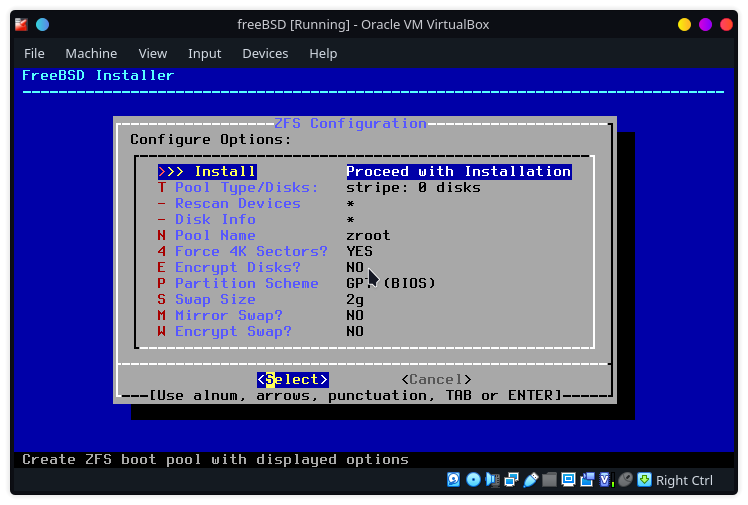 freeBSD [Running] - Oracle VM VirtualBox
File Machine View Input Devices Help
FreeBSD Installer
ZFS Configuration
Configure Options:
>>> Install Proceed with Installation
T Pool Type/Disks: stripe: 0 disks
- Rescan Devices *
- Disk Info *
N Pool Name zroot
4 Force 4K Sectors? YES
E Encrypt Disks? NO
P Partition Scheme GPT (BIOS)
S Swap Size 2g
M Mirror Swap? NO
W Encrypt Swap? NO
<Select> <Cancel>
[Use alnum, arrows, punctuation, TAB or ENTER]
Create ZFS boot pool with displayed options
Right Ctrl